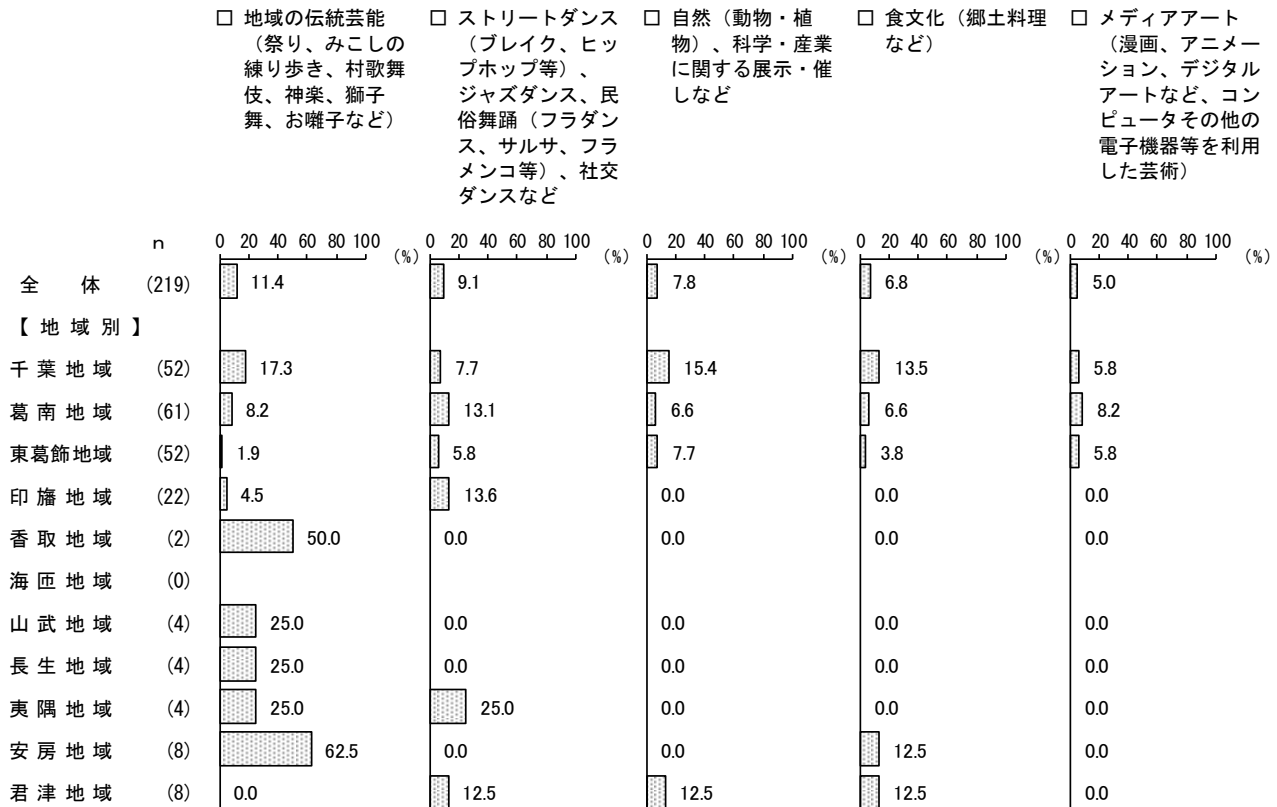 □ 地域の伝統芸能
（祭り、みこしの
練り歩き、村歌舞
伎、神楽、獅子
舞、お囃子など）
□ ストリートダンス
（ブレイク、ヒッ
プホップ等）、
ジャズダンス、民
俗舞踊（フラダン
ス、サルサ、フラ
メンコ等）、社交
ダンスなど
□ 自然（動物・植
物）、科学・産業
に関する展示・催
しなど
□ 食文化（郷土料理
など）
□ メディアアート
（漫画、アニメー
ション、デジタル
アートなど、コン
ピュータその他の
電子機器等を利用
した芸術）
n 0 20 40 60 80 100 (%) 0 20 40 60 80 100 (%) 0 20 40 60 80 100 (%) 0 20 40 60 80 100 (%) 0 20 40 60 80 100 (%)
全 体 (219) 11.4 9.1 7.8 6.8 5.0
【 地 域 別 】
千 葉 地 域 (52) 17.3 7.7 15.4 13.5 5.8
葛 南 地 域 (61) 8.2 13.1 6.6 6.6 8.2
東葛飾地域 (52) 1.9 5.8 7.7 3.8 5.8
印 旛 地 域 (22) 4.5 13.6 0.0 0.0 0.0
香 取 地 域 (2) 50.0 0.0 0.0 0.0 0.0
海 匝 地 域 (0)
山 武 地 域 (4) 25.0 0.0 0.0 0.0 0.0
長 生 地 域 (4) 25.0 0.0 0.0 0.0 0.0
夷 隅 地 域 (4) 25.0 25.0 0.0 0.0 0.0
安 房 地 域 (8) 62.5 0.0 0.0 12.5 0.0
君 津 地 域 (8) 0.0 12.5 12.5 12.5 0.0